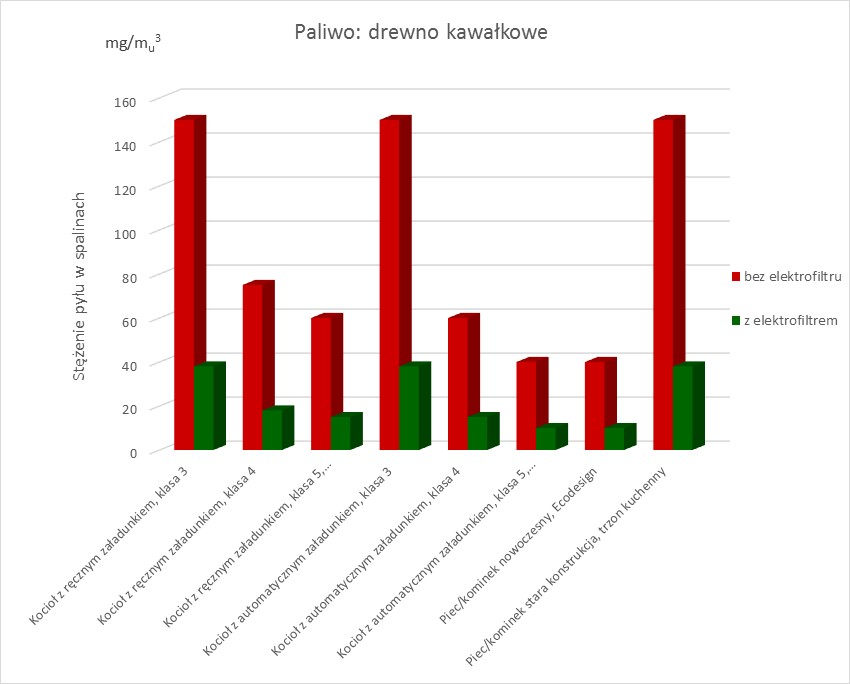 Paliwo: drewno kawałkowe
mg/mᵤ³
Stężenie pyłu w spalinach
160
140
120
100
80
60
40
20
0
bez elektrofiltru
z elektrofiltrem
Kocioł z ręcznym załadunkiem, klasa 3
Kocioł z ręcznym załadunkiem, klasa 4
Kocioł z ręcznym załadunkiem, klasa 5,...
Kocioł z automatycznym załadunkiem, klasa 3
Kocioł z automatycznym załadunkiem, klasa 4
Kocioł z automatycznym załadunkiem, klasa 5,...
Piec/kominek nowoczesny, Ecodesign
Piec/kominek stara konstrukcja, trzon kuchenny